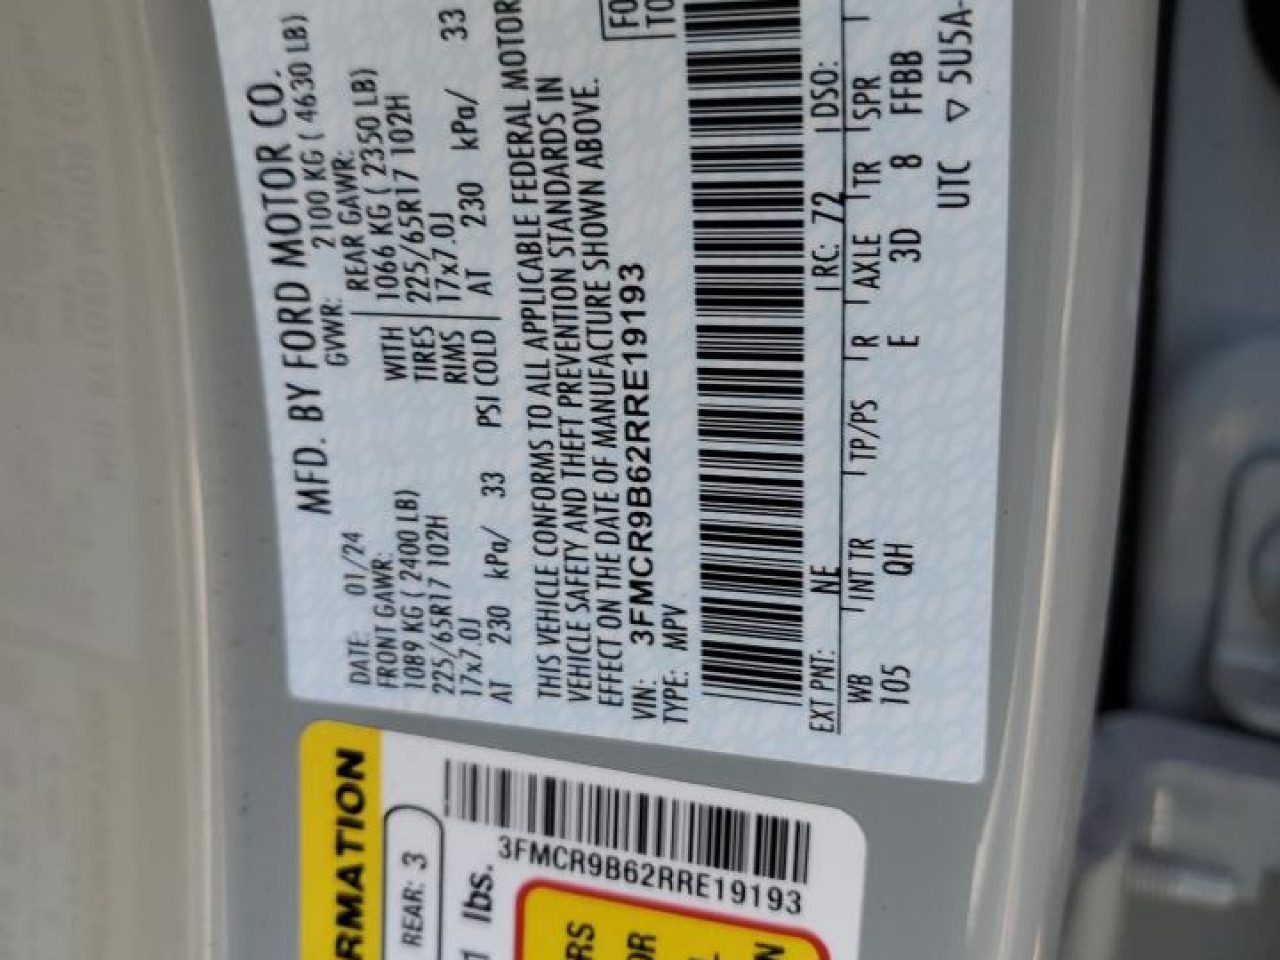 MFD. BY FORD MOTOR CO.
DATE: 01/24 GVWR: 2100 KG ( 4630 LB)
FRONT GAWR: REAR GAWR:
1089 KG ( 2400 LB) WITH 1066 KG ( 2350 LB)
225/65R17 102H TIRES 225/65R17 102H
17x7.0J RIMS 17x7.0J
AT 230 kPa/ 33 PSI COLD AT 230 kPa/ 33
THIS VEHICLE CONFORMS TO ALL APPLICABLE FEDERAL MOTOR
VEHICLE SAFETY AND THEFT PREVENTION STANDARDS IN
EFFECT ON THE DATE OF MANUFACTURE SHOWN ABOVE.
VIN: 3FMCR9B62RRE19193
TYPE: MPV
EXT PNT: NE RC: 72 DSO:
WB INT TR TP/PS R AXLE TR SPR
105 QH E 3D 8 FFBB
UTC ▽ 5U5A-
RMATION
REAR: 3
lbs.
3FMCR9B62RRE19193